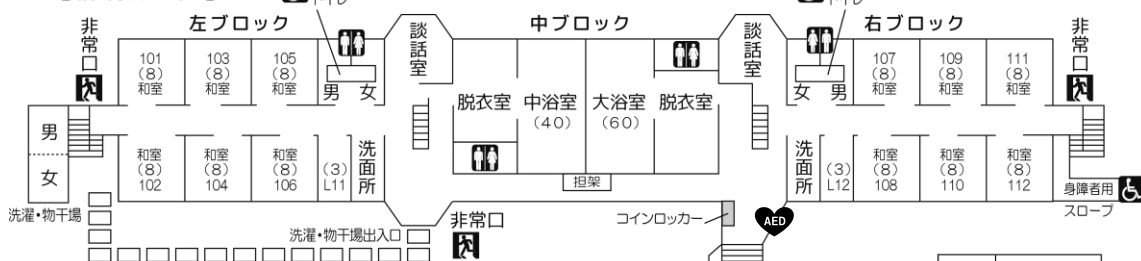 トイレ
トイレ
左ブロック
中ブロック
右ブロック
非常口
談話室
談話室
非常口
101
(8)
和室
103
(8)
和室
105
(8)
和室
男 女
脱衣室
中浴室
(40)
大浴室
(60)
脱衣室
女 男
107
(8)
和室
109
(8)
和室
111
(8)
和室
男
女
和室
(8)
102
和室
(8)
104
和室
(8)
106
(3)
L11
洗面所
担架
洗面所
(3)
L12
和室
(8)
108
和室
(8)
110
和室
(8)
112
身障者用
スロープ
洗濯・物干場
洗濯・物干場出入口
非常口
コインロッカー
AED